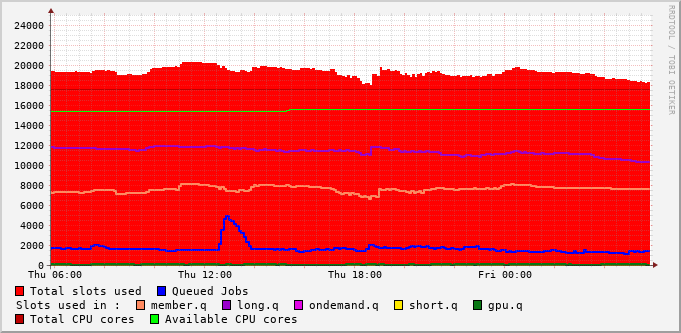 24000
22000
20000
18000
16000
14000
12000
10000
8000
6000
4000
2000
0
Thu 06:00 Thu 12:00 Thu 18:00 Fri 00:00
Total slots used Queued Jobs
Slots used in : member.q long.q ondemand.q short.q gpu.q
Total CPU cores Available CPU cores
RRDTOOL / TOBI OETIKER